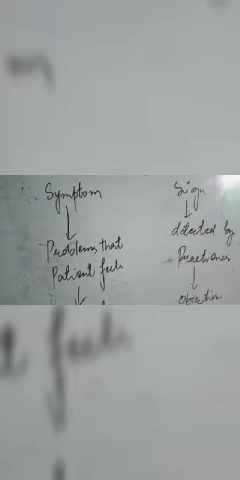 Symptom
Sign
Problems that
Patient feels
detected by
Practioner
Objective